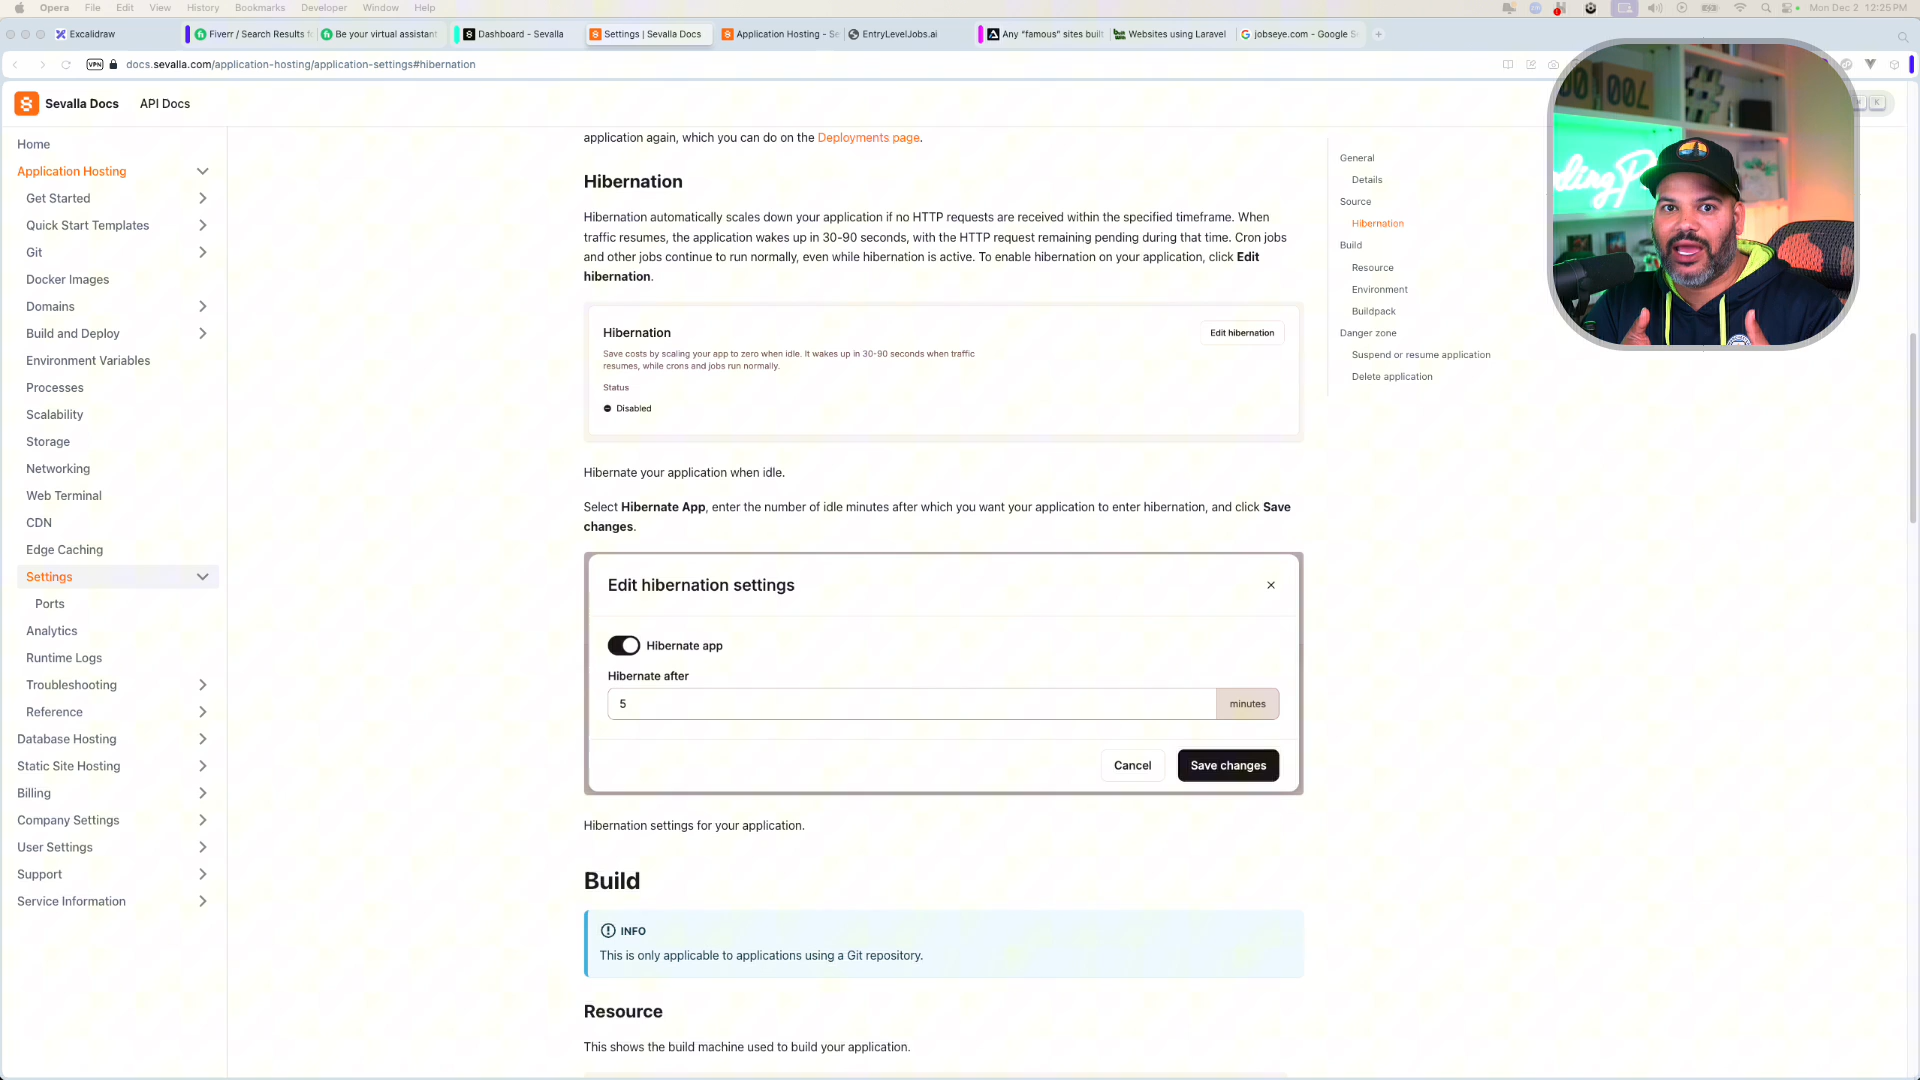 Opera File Edit View History Bookmarks Developer Window Help Mon Dec 2 12:25PM
Excalidraw Fiverr / Search Results f Be your virtual assistant Dashboard - Sevalla Settings | Sevalla Docs Application Hosting - Se EntryLevelJobs.ai Any "famous" sites built Websites using Laravel jobseye.com - Google S
VPN docs.sevalla.com/application-hosting/application-settings#hibernation
Sevalla Docs API Docs K
Home
Application Hosting
Get Started
Quick Start Templates
Git
Docker Images
Domains
Build and Deploy
Environment Variables
Processes
Scalability
Storage
Networking
Web Terminal
CDN
Edge Caching
Settings
Ports
Analytics
Runtime Logs
Troubleshooting
Reference
Database Hosting
Static Site Hosting
Billing
Company Settings
User Settings
Support
Service Information
application again, which you can do on the Deployments page.
Hibernation
Hibernation automatically scales down your application if no HTTP requests are received within the specified timeframe. When
traffic resumes, the application wakes up in 30-90 seconds, with the HTTP request remaining pending during that time. Cron jobs
and other jobs continue to run normally, even while hibernation is active. To enable hibernation on your application, click Edit
hibernation.
Hibernation
Edit hibernation
Save costs by scaling your app to zero when idle. It wakes up in 30-90 seconds when traffic
resumes, while crons and jobs run normally.
Status
Disabled
Hibernate your application when idle.
Select Hibernate App, enter the number of idle minutes after which you want your application to enter hibernation, and click Save
changes.
Edit hibernation settings
Hibernate app
Hibernate after
5 minutes
Cancel Save changes
Hibernation settings for your application.
Build
INFO
This is only applicable to applications using a Git repository.
Resource
This shows the build machine used to build your application.
General
Details
Source
Hibernation
Build
Resource
Environment
Buildpack
Danger zone
Suspend or resume application
Delete application